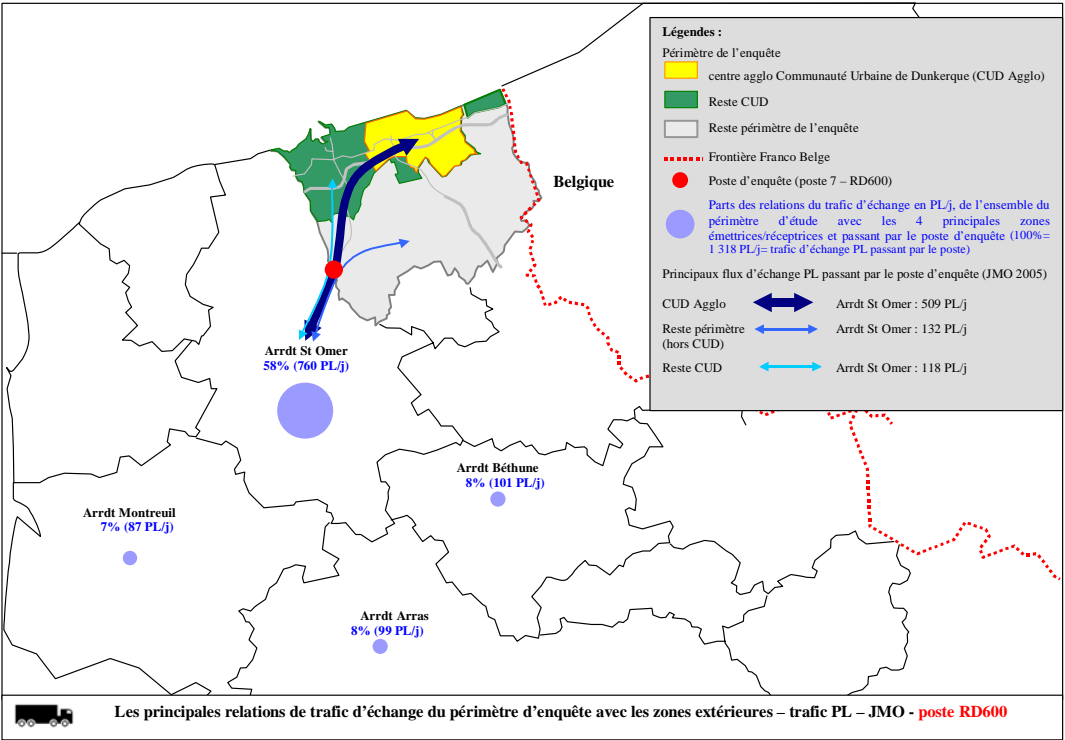 Légendes :
Périmètre de l'enquête
centre agglo Communauté Urbaine de Dunkerque (CUD Agglo)
Reste CUD
Reste périmètre de l'enquête
Frontière Franco Belge
Poste d'enquête (poste 7 – RD600)
Parts des relations du trafic d'échange en PL/j, de l'ensemble du
périmètre d'étude avec les 4 principales zones
émettrices/réceptrices et passant par le poste d'enquête (100%=
1 318 PL/j= trafic d'échange PL passant par le poste)
Principaux flux d'échange PL passant par le poste d'enquête (JMO 2005)
CUD Agglo Arrdt St Omer : 509 PL/j
Reste périmètre Arrdt St Omer : 132 PL/j
(hors CUD)
Reste CUD Arrdt St Omer : 118 PL/j
Belgique
Arrdt St Omer
58% (760 PL/j)
Arrdt Béthune
8% (101 PL/j)
Arrdt Montreuil
7% (87 PL/j)
Arrdt Arras
8% (99 PL/j)
Les principales relations de trafic d'échange du périmètre d'enquête avec les zones extérieures – trafic PL – JMO - poste RD600